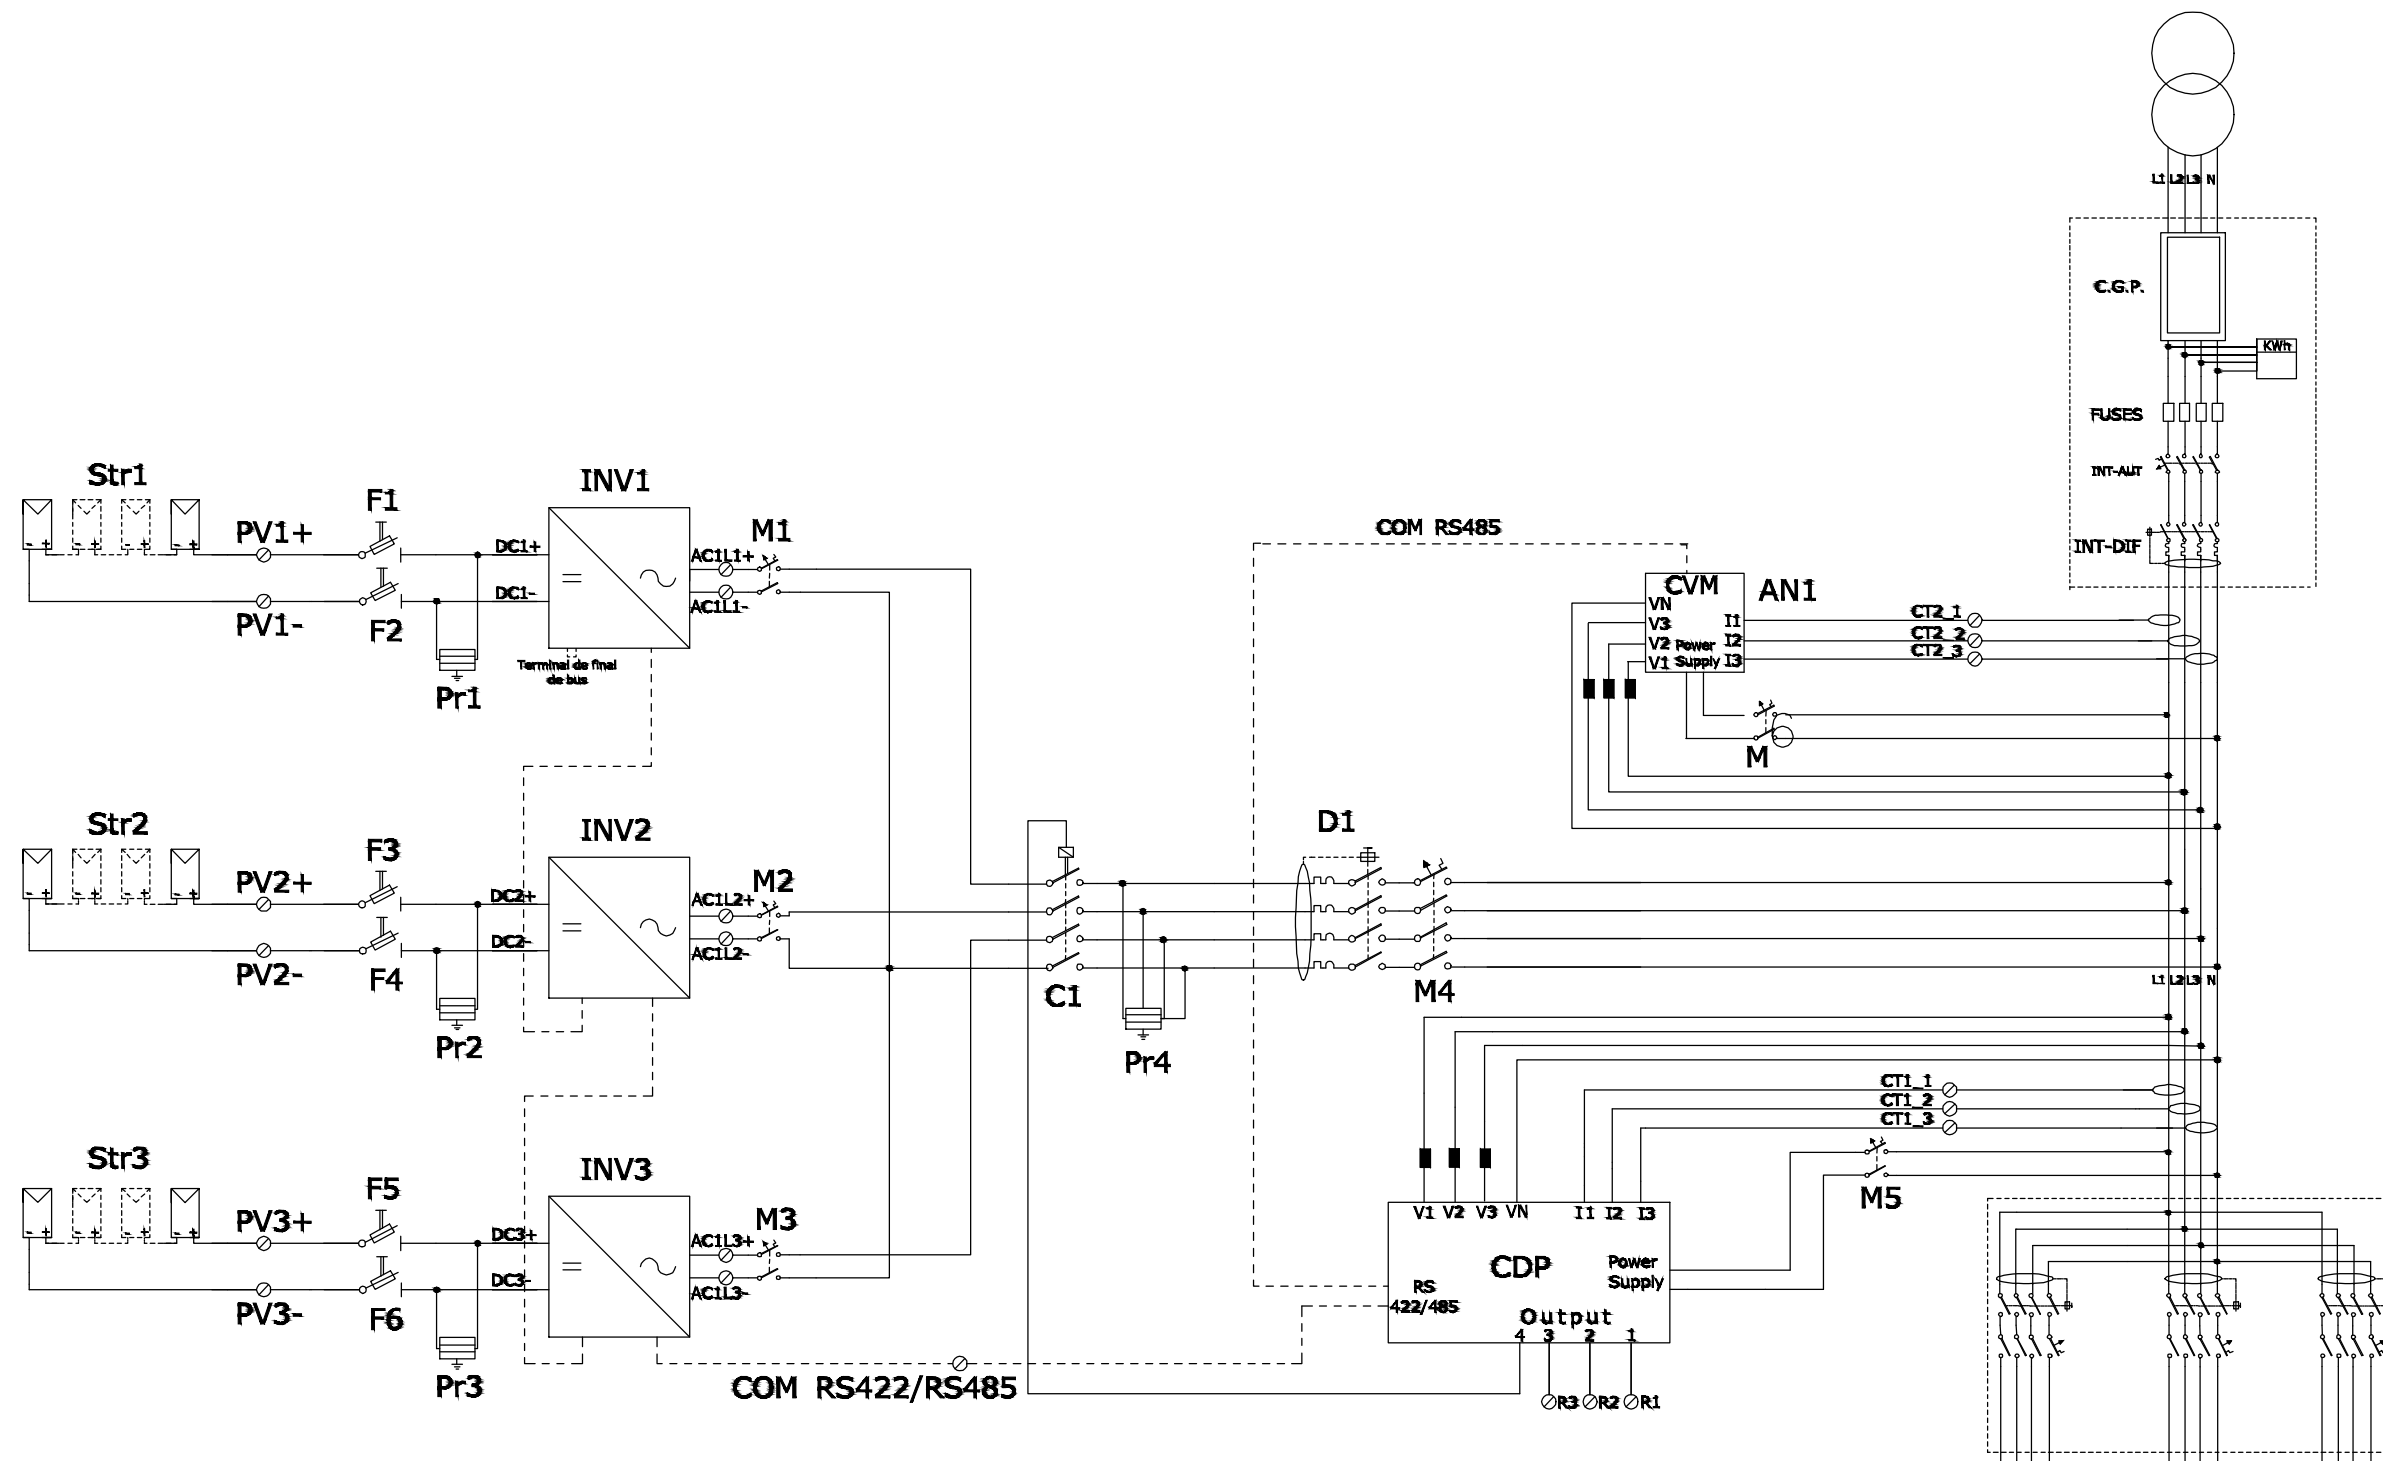 L1 L2 L3 N
C.G.P.
KWh
FUSES
INT-AUT
INT-DIF
Str1
PV1+
PV1-
F1
F2
Pr1
DC1+
DC1-
INV1
Terminal de final
de bus
AC1L1+
AC1L1-
M1
COM RS485
CVM
AN1
VN
V3
V2
V1
Power
Supply
I1
I2
I3
CT2_1
CT2_2
CT2_3
M
Str2
PV2+
PV2-
F3
F4
Pr2
DC2+
DC2-
INV2
AC1L2+
AC1L2-
M2
C1
Pr4
D1
M4
L1 L2 L3 N
Str3
PV3+
PV3-
F5
F6
Pr3
DC3+
DC3-
INV3
AC1L3+
AC1L3-
M3
COM RS422/RS485
CT1_1
CT1_2
CT1_3
M5
V1 V2 V3 VN I1 I2 I3
CDP
Power
Supply
RS
422/485
Output
4 3 2 1
R3 R2 R1